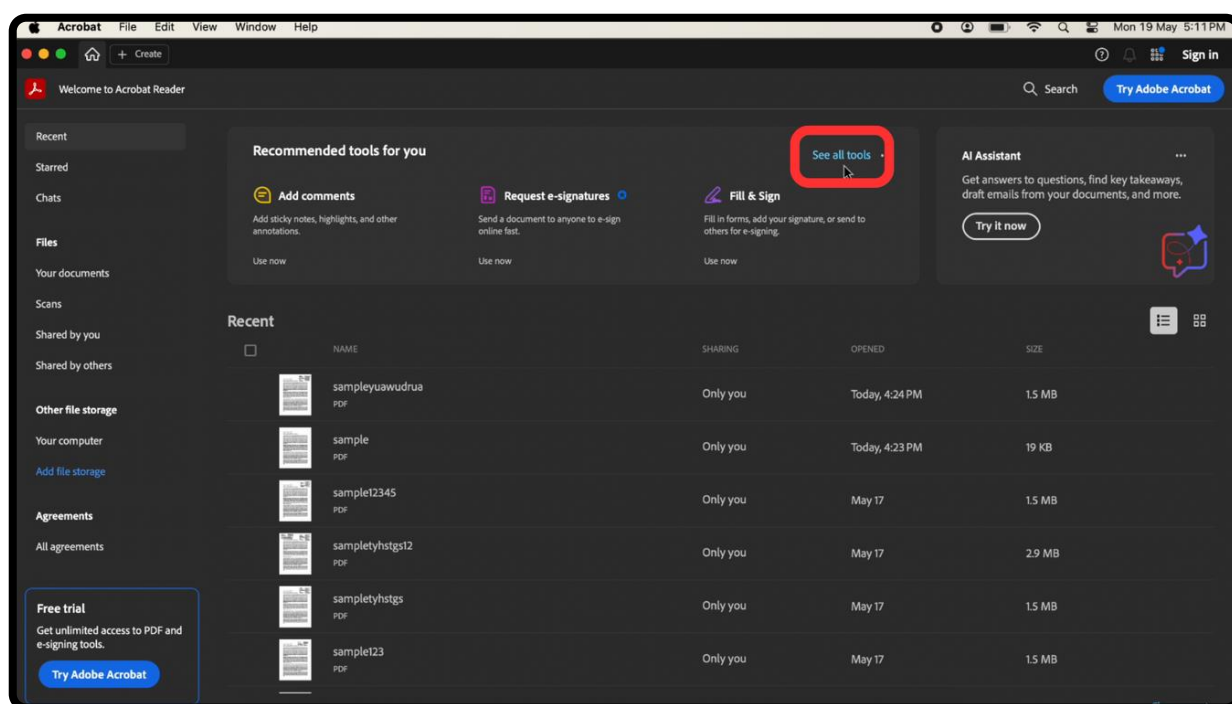 Acrobat File Edit View Window Help Mon 19 May 5:11 PM
+ Create Sign in
Welcome to Acrobat Reader Search Try Adobe Acrobat
Recent
Starred
Chats
Files
Your documents
Scans
Shared by you
Shared by others
Other file storage
Your computer
Add file storage
Agreements
All agreements
Free trial
Get unlimited access to PDF and
e-signing tools.
Try Adobe Acrobat
Recommended tools for you See all tools
Add comments
Add sticky notes, highlights, and other
annotations.
Use now
Request e-signatures
Send a document to anyone to e-sign
online fast.
Use now
Fill & Sign
Fill in forms, add your signature, or send to
others for e-signing.
Use now
AI Assistant ...
Get answers to questions, find key takeaways,
draft emails from your documents, and more.
Try it now
Recent
NAME SHARING OPENED SIZE
sampleyuawudrua Only you Today, 4:24 PM 1.5 MB
PDF
sample Only you Today, 4:23 PM 19 KB
PDF
sample12345 Only you May 17 1.5 MB
PDF
sampletyhstgs12 Only you May 17 2.9 MB
PDF
sampletyhstgs Only you May 17 1.5 MB
PDF
sample123 Only you May 17 1.5 MB
PDF